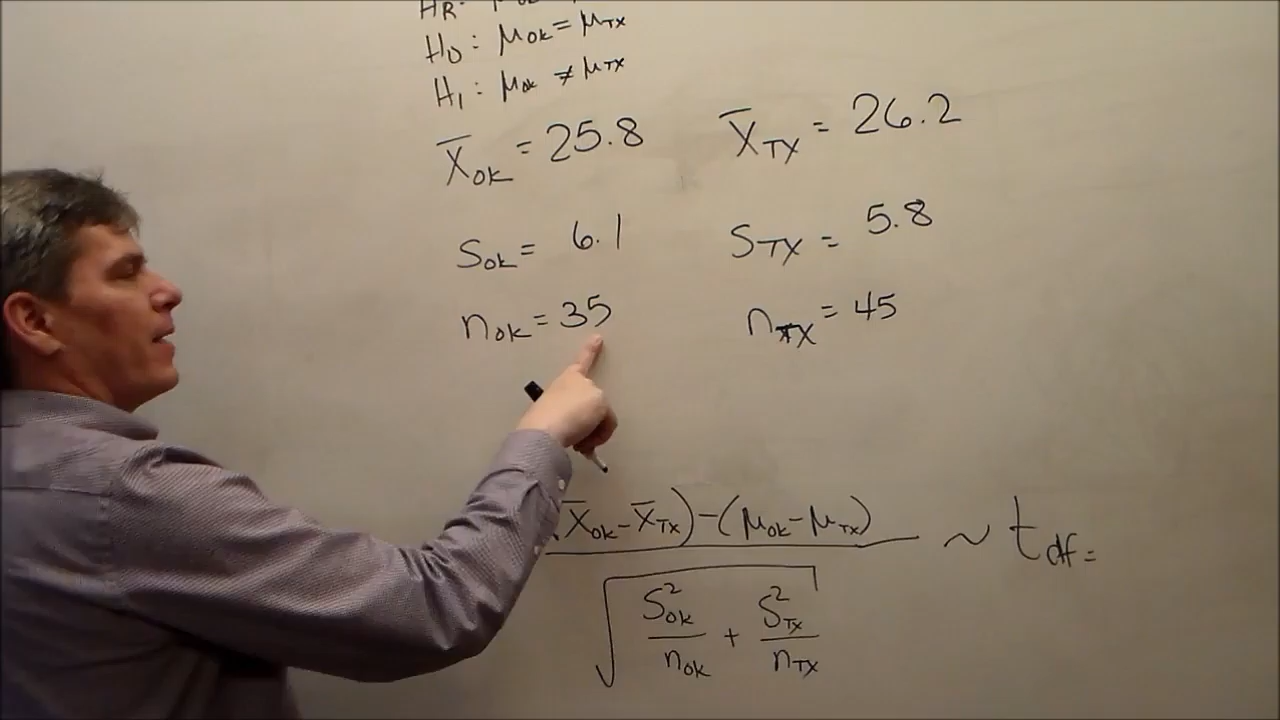 H₀ : μOK = μTX
H₁ : μOK ≠ μTX
X̄OK = 25.8 X̄TX = 26.2
SOK = 6.1 STX = 5.8
nOK = 35 nTX = 45
X̄OK - X̄TX) - (μOK - μTX) ~ t df =
√ S²OK / nOK + S²TX / nTX